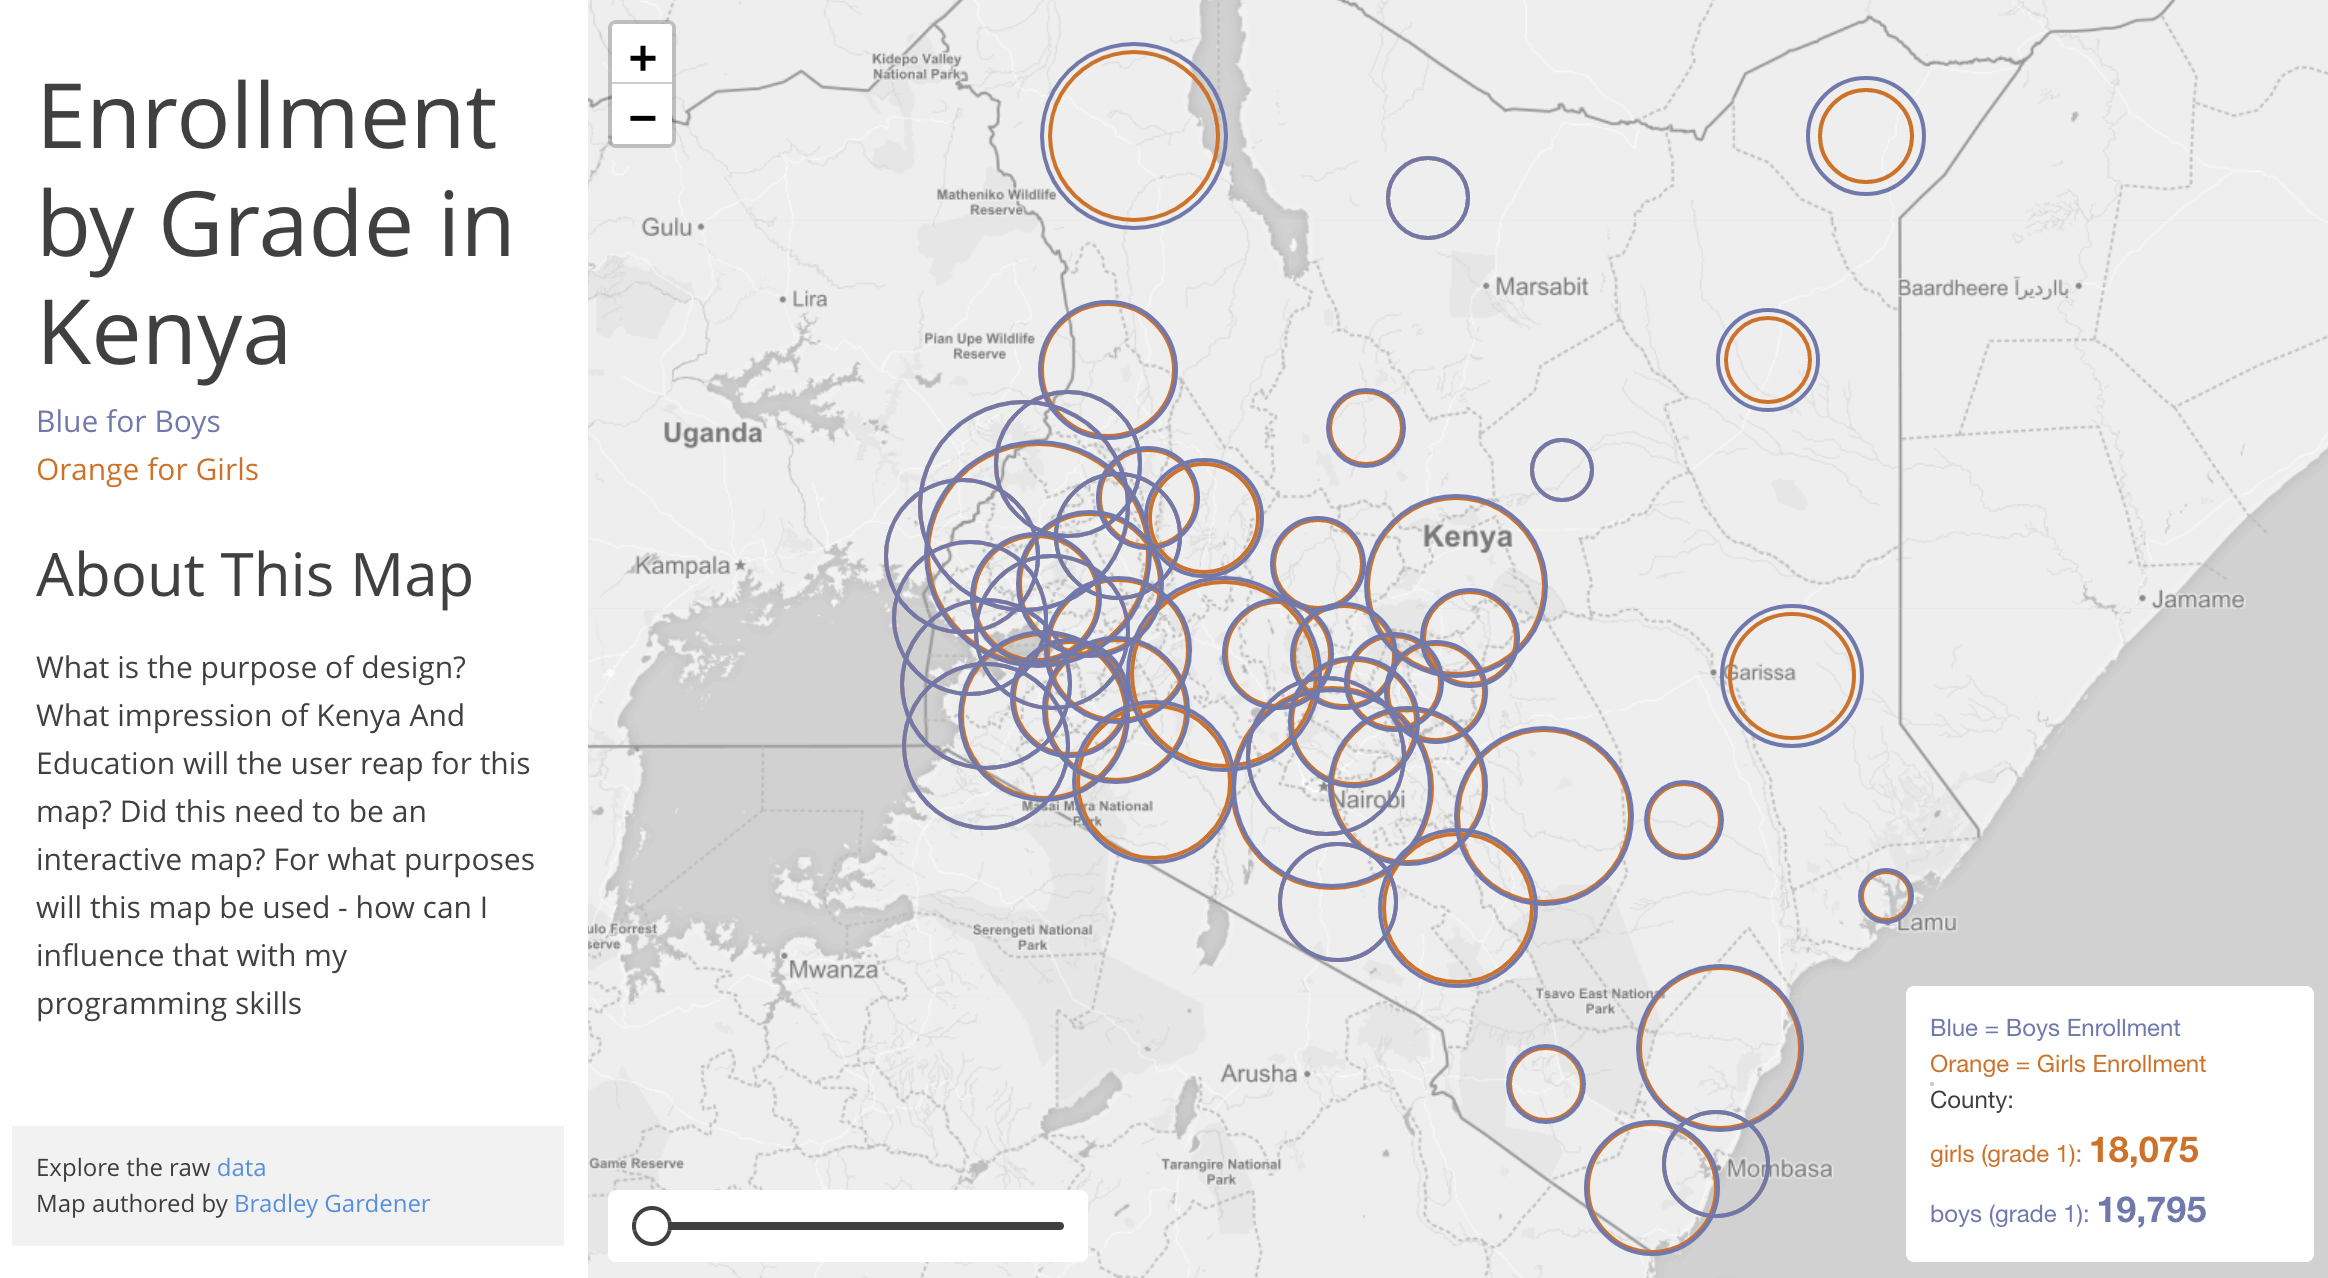 Enrollment
by Grade in
Kenya
Blue for Boys
Orange for Girls
About This Map
What is the purpose of design?
What impression of Kenya And
Education will the user reap for this
map? Did this need to be an
interactive map? For what purposes
will this map be used - how can I
influence that with my
programming skills
Explore the raw data
Map authored by Bradley Gardener
+
−
Kidepo Valley
National Park
Matheniko Wildlife
Reserve
Gulu
Lira
Marsabit
Baardheere
Pian Upe Wildlife
Reserve
Uganda
Kenya
Kampala
Jamame
Garissa
Nairobi
Masai Mara National
Park
Lamu
ulo Forrest
serve
Serengeti National
Park
Mwanza
Tsavo East National
Park
Arusha
Game Reserve
Tarangire National
Park
Mombasa
Blue = Boys Enrollment
Orange = Girls Enrollment
County:
girls (grade 1): 18,075
boys (grade 1): 19,795